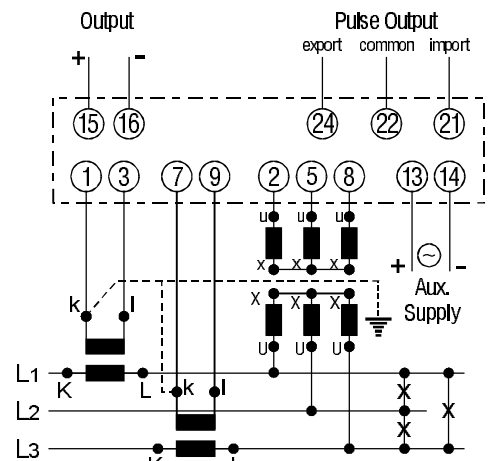 Output Pulse Output
export common import
+ - 
15 16 24 22 21
1 3 7 9 2 5 8 13 14
u u u
x x x + ~ -
Aux.
Supply
x x x
k l
U U U
L1 K L k l
X
L2 X X
L3 K L